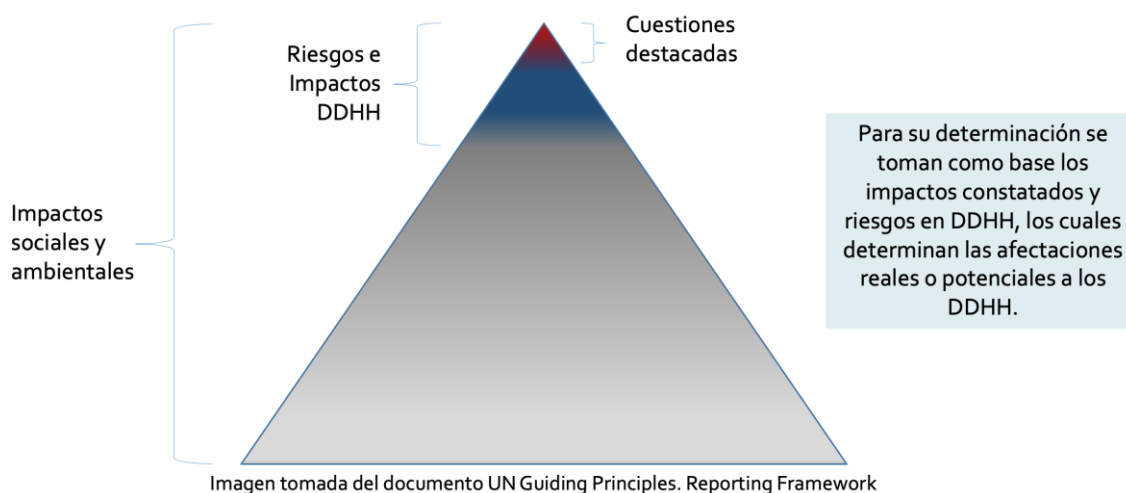 Cuestiones
destacadas
Riesgos e
Impactos
DDHH
Impactos
sociales y
ambientales
Para su determinación se
toman como base los
impactos constatados y
riesgos en DDHH, los cuales
determinan las afectaciones
reales o potenciales a los
DDHH.
Imagen tomada del documento UN Guiding Principles. Reporting Framework